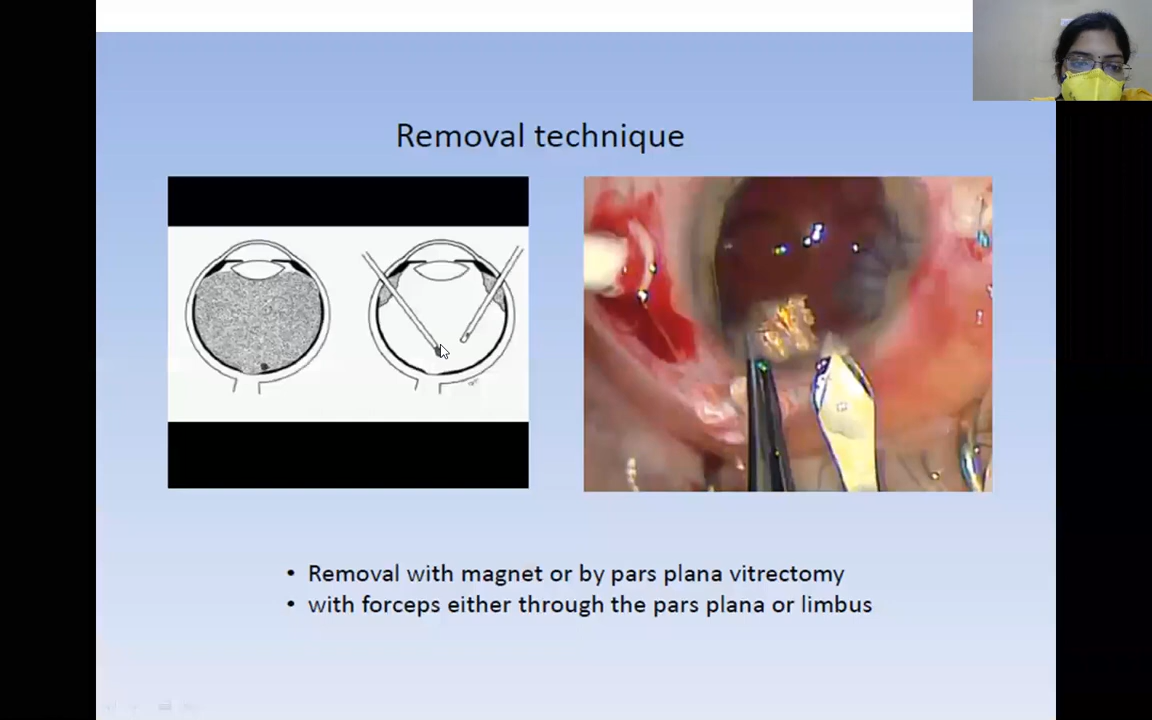 Removal technique
• Removal with magnet or by pars plana vitrectomy
• with forceps either through the pars plana or limbus